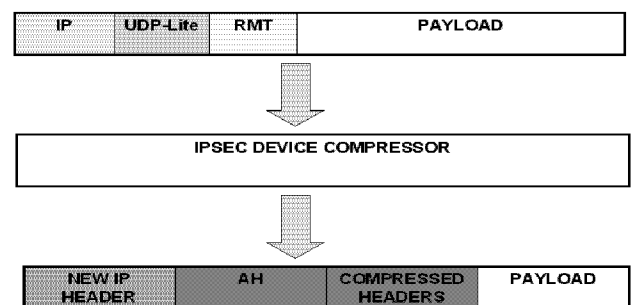 IP UDP-Lite RMT PAYLOAD
IPSEC DEVICE COMPRESSOR
NEW IP HEADER AH COMPRESSED HEADERS PAYLOAD